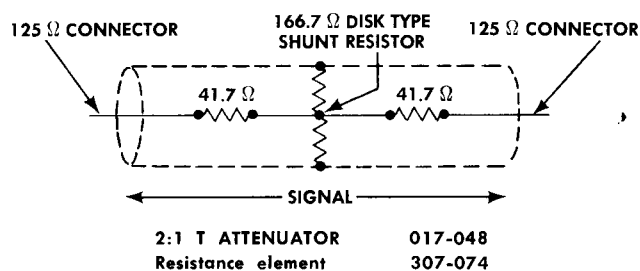 125 Ω CONNECTOR
166.7 Ω DISK TYPE
SHUNT RESISTOR
125 Ω CONNECTOR
41.7 Ω
41.7 Ω
SIGNAL
2:1 T ATTENUATOR 017-048
Resistance element 307-074